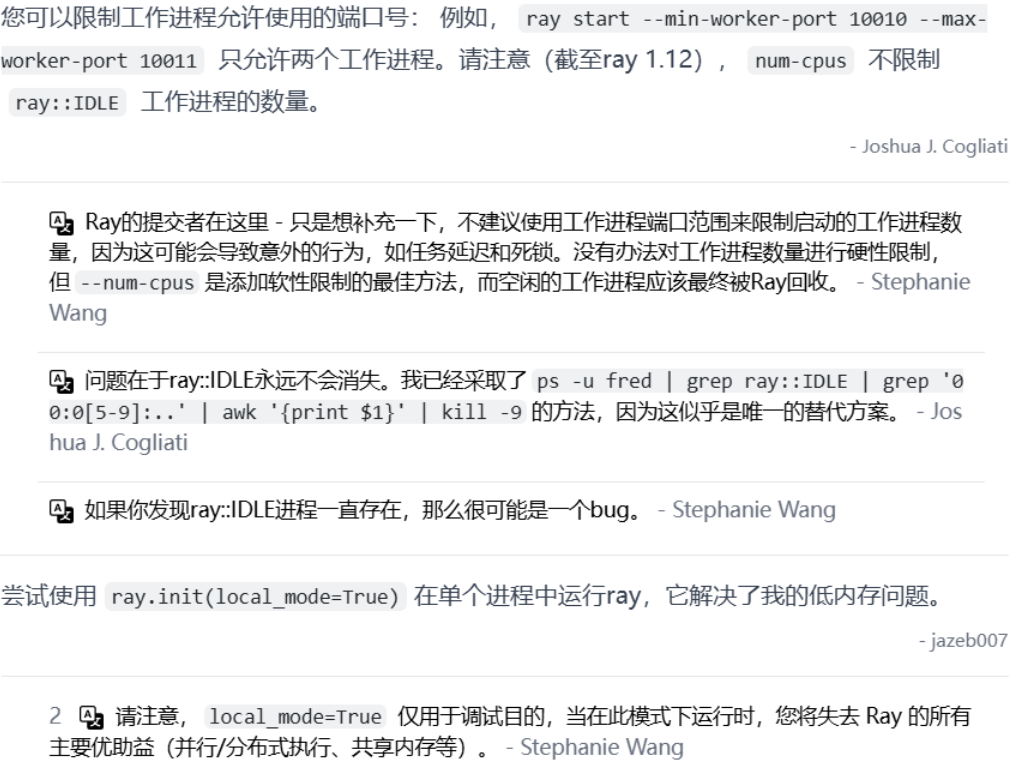 您可以限制工作进程允许使用的端口号： 例如， ray start --min-worker-port 10010 --max-
worker-port 10011 只允许两个工作进程。请注意（截至ray 1.12）， num-cpus 不限制
ray::IDLE 工作进程的数量。
- Joshua J. Cogliati
Ray的提交者在这里 - 只是想补充一下，不建议使用工作进程端口范围来限制启动的工作进程数
量，因为这可能会导致意外的行为，如任务延迟和死锁。没有办法对工作进程数量进行硬性限制，
但 --num-cpus 是添加软性限制的最佳方法，而空闲的工作进程应该最终被Ray回收。 - Stephanie
Wang
问题在于ray::IDLE永远不会消失。我已经采取了 ps -u fred | grep ray::IDLE | grep '0
0:0[5-9]:..' | awk '{print $1}' | kill -9 的方法，因为这似乎是唯一的替代方案。 - Jos
hua J. Cogliati
如果你发现ray::IDLE进程一直存在，那么很可能是一个bug。 - Stephanie Wang
尝试使用 ray.init(local_mode=True) 在单个进程中运行ray，它解决了我的低内存问题。
- jazeb007
2 请注意， local_mode=True 仅用于调试目的，当在此模式下运行时，您将失去 Ray 的所有
主要优助益（并行/分布式执行、共享内存等）。 - Stephanie Wang